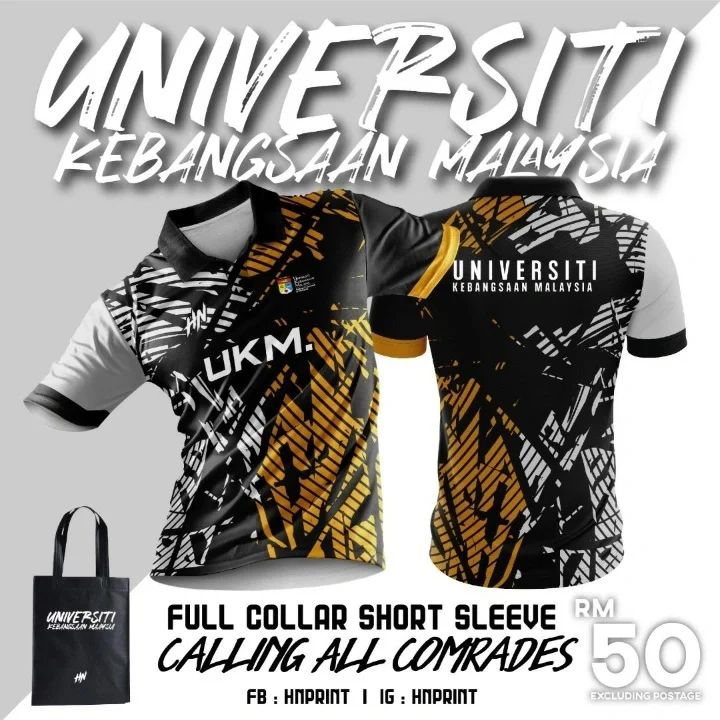 UNIVERSITI
KEBANGSAAN MALAYSIA
HN
UKM.
UNIVERSITI
KEBANGSAAN MALAYSIA
UNIVERSITI
KEBANGSAAN MALAYSIA
HN
FULL COLLAR SHORT SLEEVE
CALLING ALL COMRADES
FB : HNPRINT | IG : HNPRINT
RM
50
EXCLUDING POSTAGE